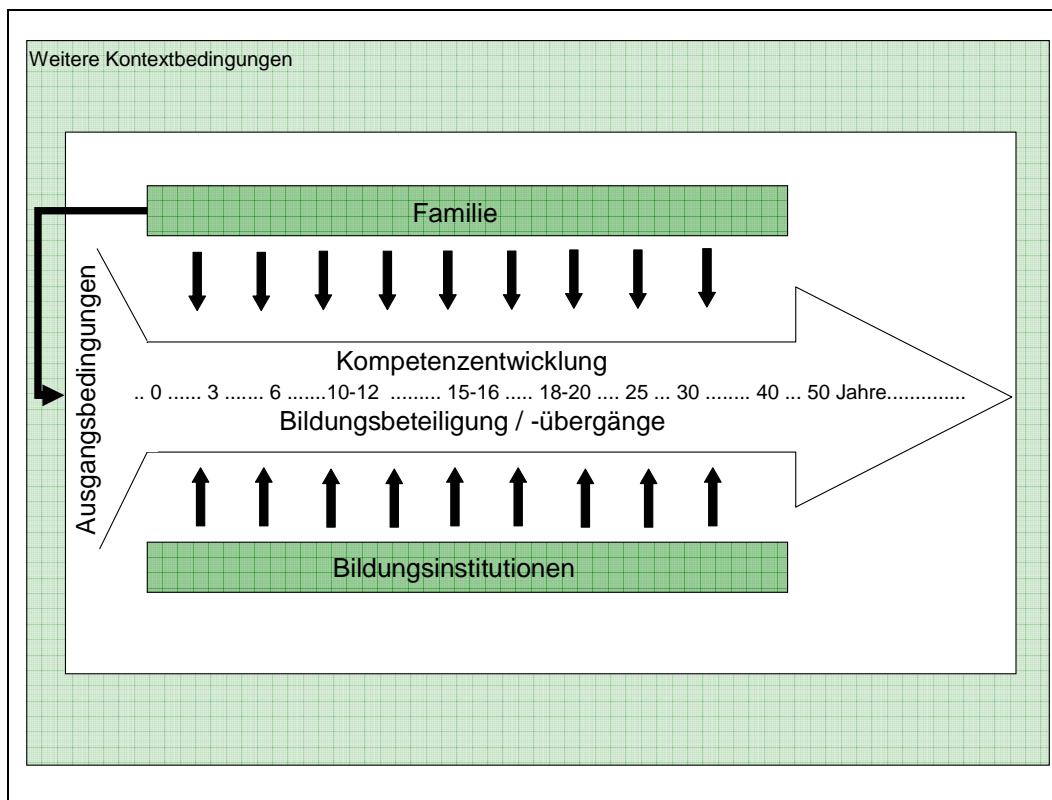 Weitere Kontextbedingungen
Familie
Ausgangsbedingungen
Kompetenzentwicklung
.. 0 ...... 3 ....... 6 .......10-12 ......... 15-16 ..... 18-20 .... 25 ... 30 ........ 40 ... 50 Jahre..............
Bildungsbeteiligung / -übergänge
Bildungsinstitutionen